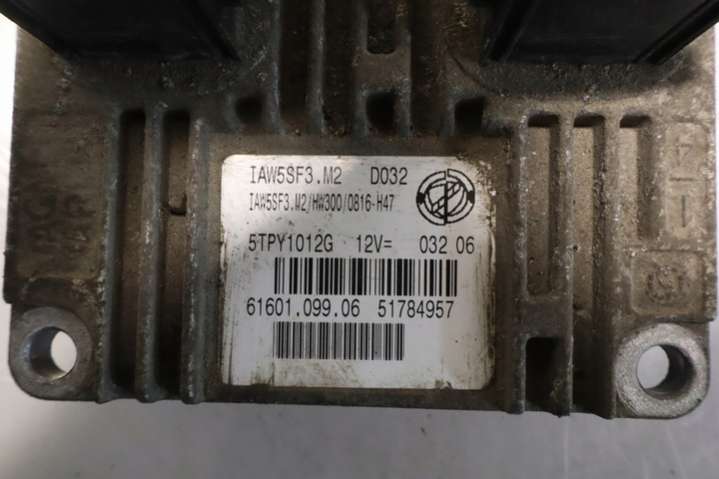 IAW5SF3.M2 D032
IAW5SF3.M2/HW300/0816-H47
5TPY1012G 12V= 032 06
61601.099.06 51784957